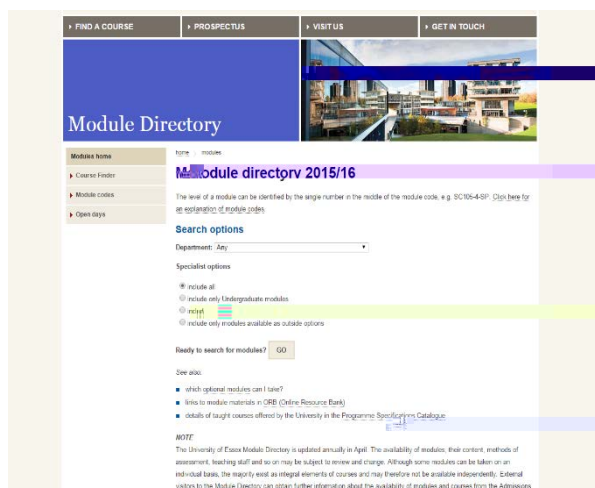 FIND A COURSE
PROSPECTUS
VISIT US
GET IN TOUCH
Module Directory
Modules home
Course Finder
Module codes
Open days
home
modules
Module directory 2015/16
The level of a module can be identified by the single number in the middle of the module code, e.g. SC105-4-SP. Click here for
an explanation of module codes.
Search options
Department: Any
Specialist options
include all
include only Undergraduate modules
include only modules available as outside options
Ready to search for modules? GO
See also:
which optional modules can I take?
links to module materials in ORB (Online Resource Bank)
details of taught courses offered by the University in the Programme Specifications Catalogue
NOTE
The University of Essex Module Directory is updated annually in April. The availability of modules, their content, methods of
assessment, teaching staff and so on may be subject to review and change. Although some modules can be taken on an
individual basis, the majority exist as integral elements of courses and may therefore not be available independently. External
visitors to the Module Directory can obtain further information about the availability of modules and courses from the Admissions